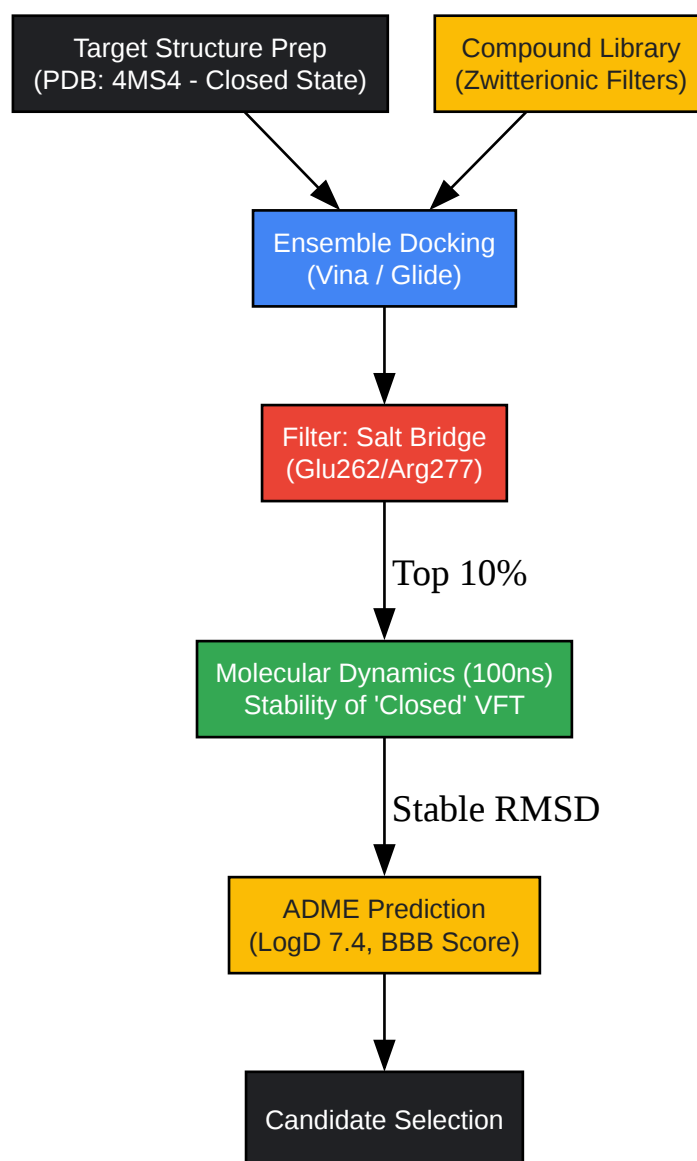 Target Structure Prep
(PDB: 4MS4 - Closed State)
Compound Library
(Zwitterionic Filters)
Ensemble Docking
(Vina / Glide)
Filter: Salt Bridge
(Glu262/Arg277)
Top 10%
Molecular Dynamics (100ns)
Stability of 'Closed' VFT
Stable RMSD
ADME Prediction
(LogD 7.4, BBB Score)
Candidate Selection